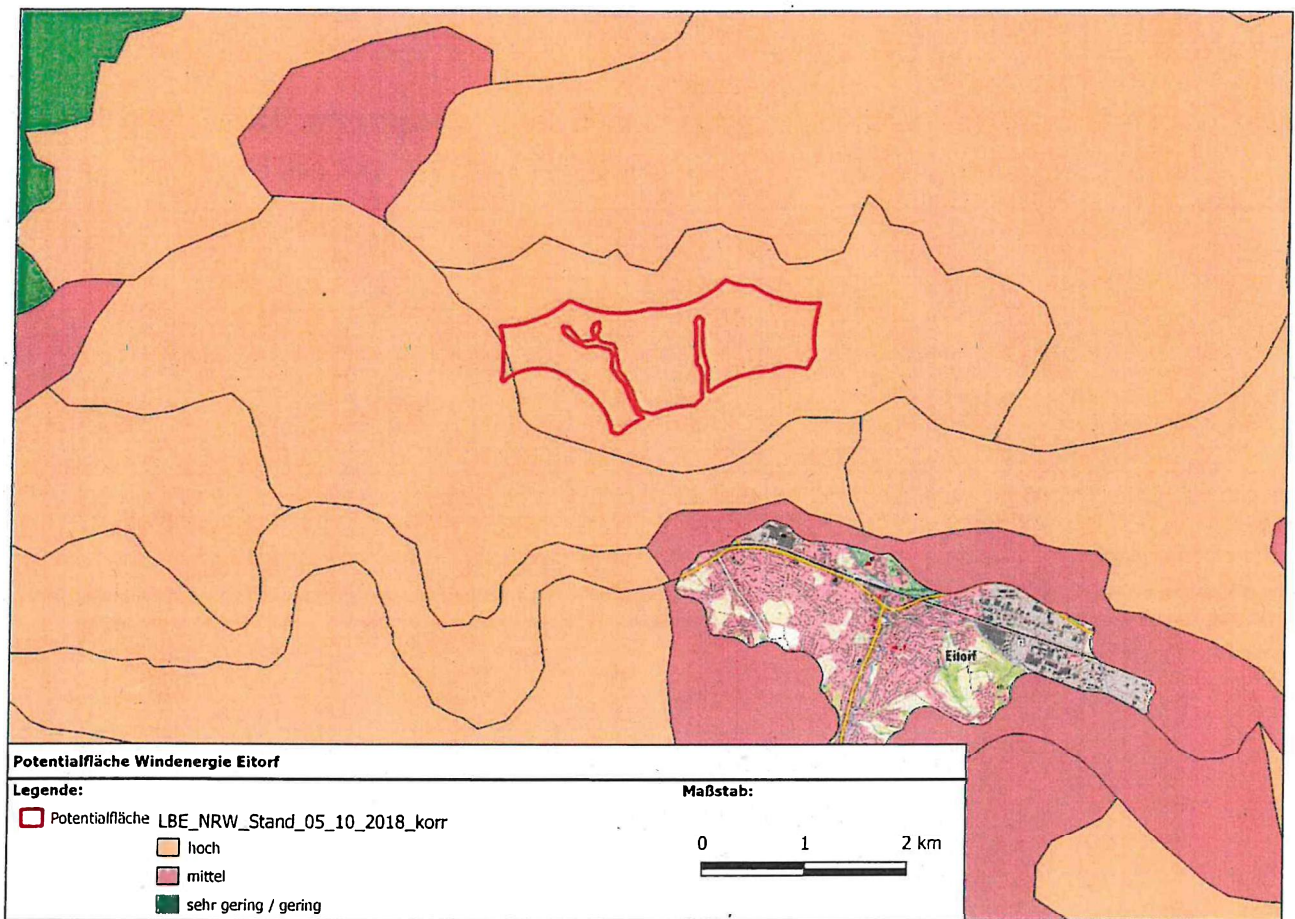 Eitorf
Potentialfläche Windenergie Eitorf
Legende:
Potentialfläche LBE_NRW_Stand_05_10_2018_korr
hoch
mittel
sehr gering / gering
Maßstab:
0 1 2 km